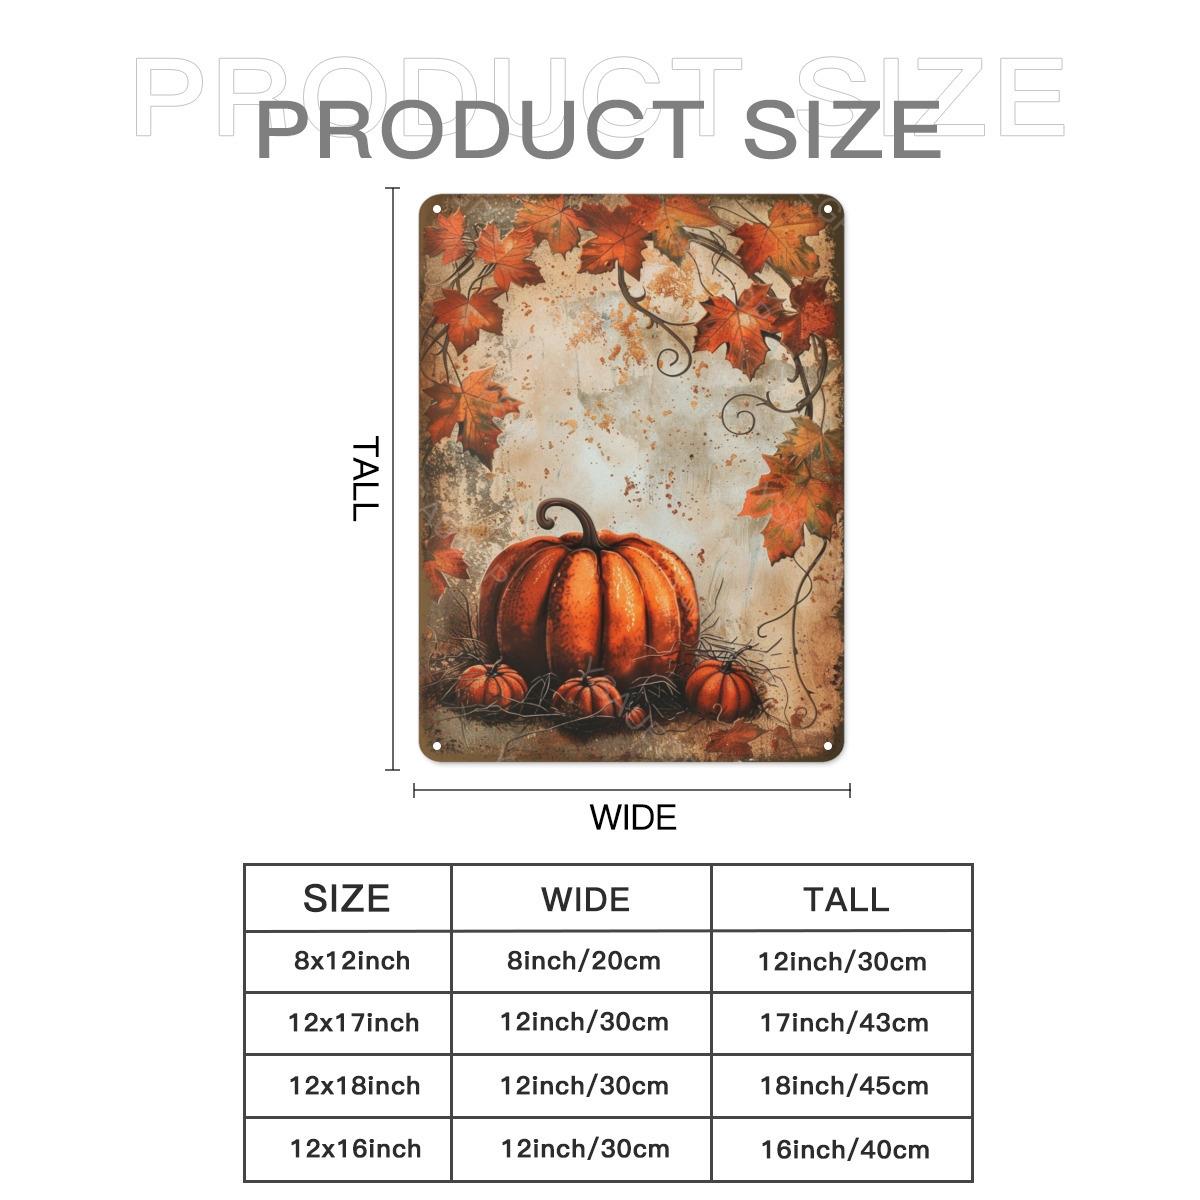 PRODUCT SIZE
PRODUCT SIZE
TALL
WIDE
SIZE WIDE TALL
8x12inch 8inch/20cm 12inch/30cm
12x17inch 12inch/30cm 17inch/43cm
12x18inch 12inch/30cm 18inch/45cm
12x16inch 12inch/30cm 16inch/40cm